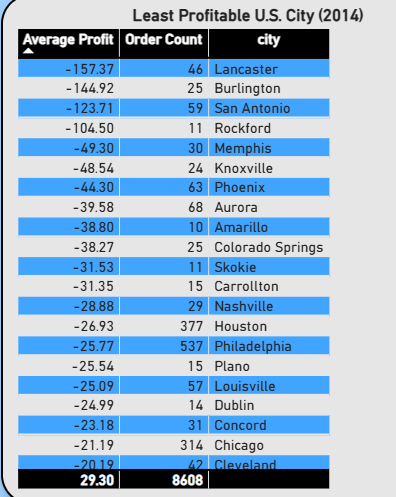 Least Profitable U.S. City (2014)
Average Profit Order Count city
-157.37 46 Lancaster
-144.92 25 Burlington
-123.71 59 San Antonio
-104.50 11 Rockford
-49.30 30 Memphis
-48.54 24 Knoxville
-44.30 63 Phoenix
-39.58 68 Aurora
-38.80 10 Amarillo
-38.27 25 Colorado Springs
-31.53 11 Skokie
-31.35 15 Carrollton
-28.88 29 Nashville
-26.93 377 Houston
-25.77 537 Philadelphia
-25.54 15 Plano
-25.09 57 Louisville
-24.99 14 Dublin
-23.18 31 Concord
-21.19 314 Chicago
-20.19 42 Cleveland
29.30 8608